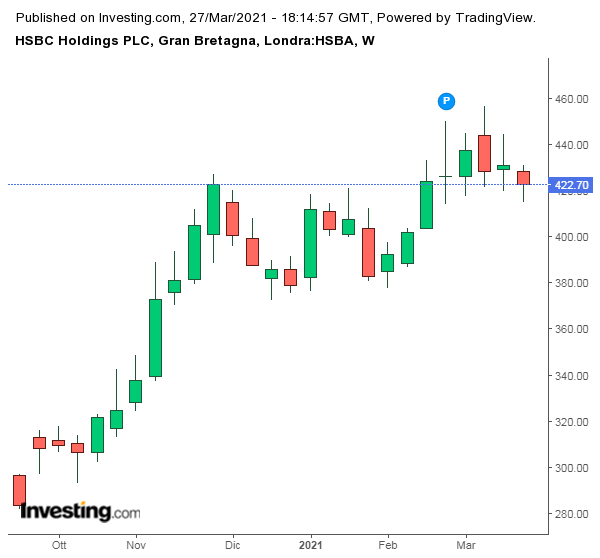 Published on Investing.com, 27/Mar/2021 - 18:14:57 GMT, Powered by TradingView.
HSBC Holdings PLC, Gran Bretagna, Londra:HSBA, W
P
460.00
440.00
422.70
420.00
400.00
380.00
360.00
340.00
320.00
300.00
280.00
Investing.com
Ott Nov Dic 2021 Feb Mar